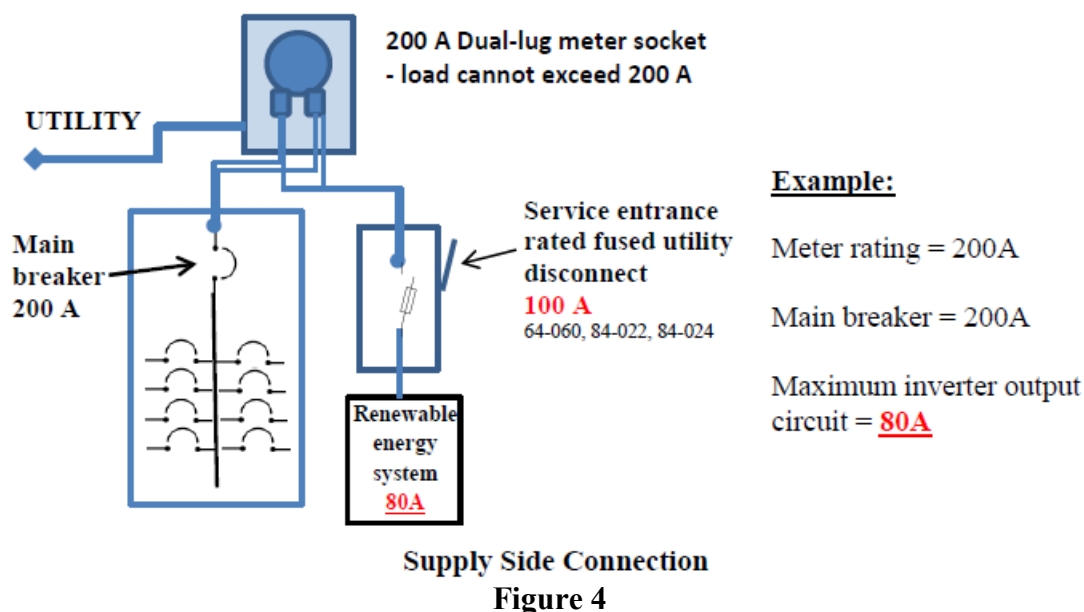 200 A Dual-lug meter socket
- load cannot exceed 200 A
UTILITY
Main
breaker
200 A
Service entrance
rated fused utility
disconnect
100 A
64-060, 84-022, 84-024
Renewable
energy
system
80A
Example:
Meter rating = 200A
Main breaker = 200A
Maximum inverter output
circuit = 80A
Supply Side Connection
Figure 4